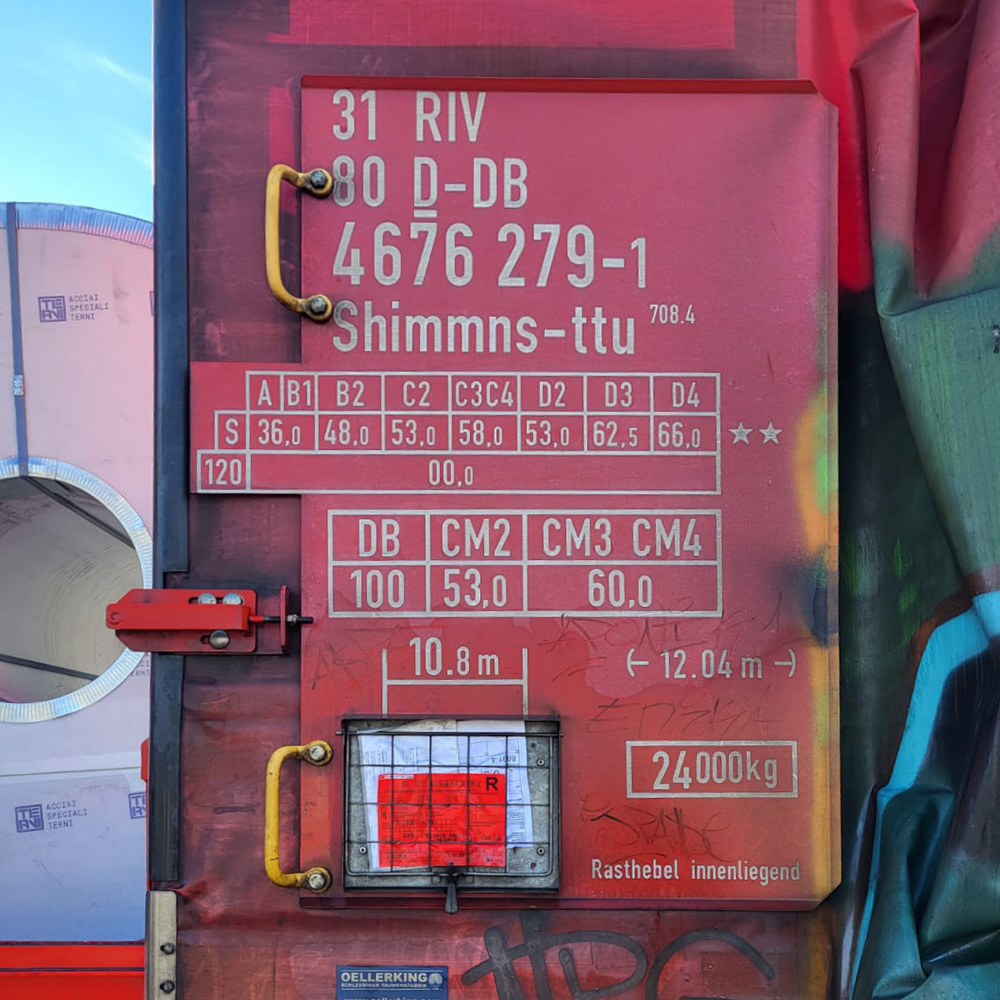 31 RIV
80 D-DB
4676 279-1
Shimmns-ttu 708.4
A B1 B2 C2 C3C4 D2 D3 D4
S 36,0 48,0 53,0 58,0 53,0 62,5 66,0 ★★
120 00,0
DB CM2 CM3 CM4
100 53,0 60,0
10.8 m
12.04 m
24000kg
R
Rasthebel innenliegend
OELLERKING
TERNI
ACCIAI
SPECIALI
TERNI
TERNI
ACCIAI
SPECIALI
TERNI